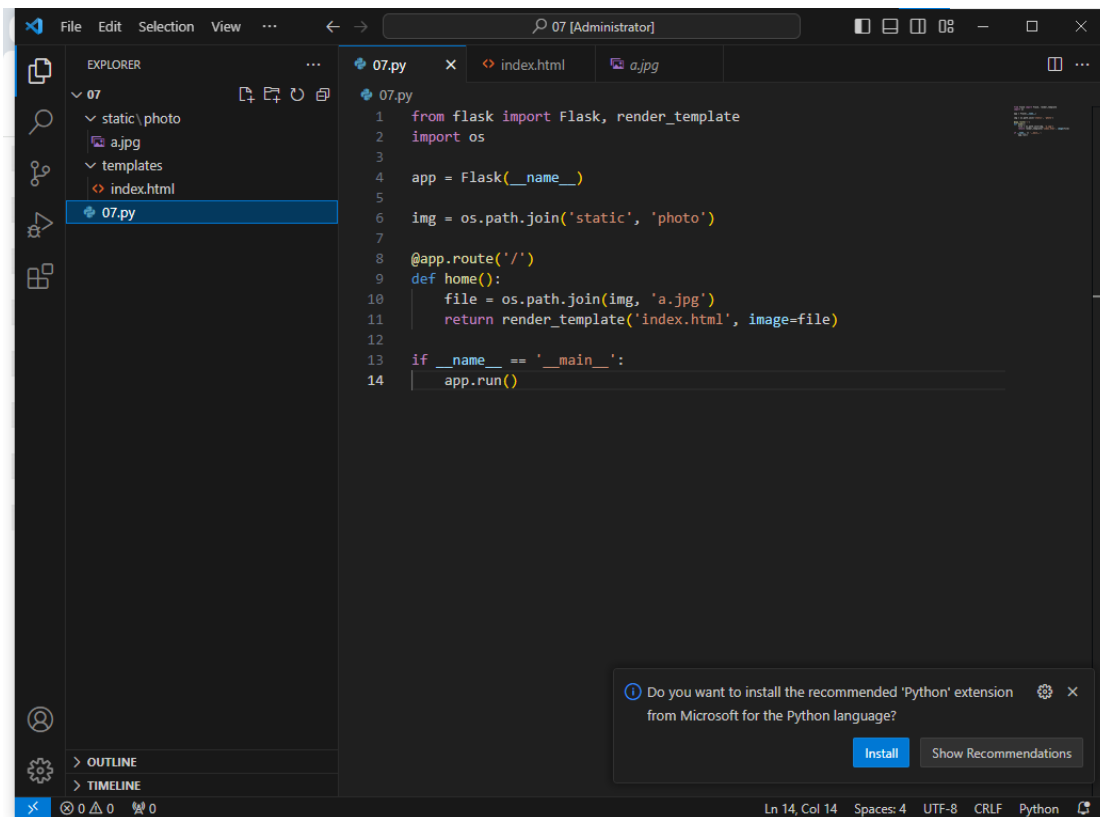 File Edit Selection View ··· 07 [Administrator]
EXPLORER ···
07
static\photo
a.jpg
templates
index.html
07.py
OUTLINE
TIMELINE
07.py index.html a.jpg
07.py
1 from flask import Flask, render_template
2 import os
3
4 app = Flask(__name__)
5
6 img = os.path.join('static', 'photo')
7
8 @app.route('/')
9 def home():
10     file = os.path.join(img, 'a.jpg')
11     return render_template('index.html', image=file)
12
13 if __name__ == '__main__':
14     app.run()
Do you want to install the recommended 'Python' extension
from Microsoft for the Python language?
Install Show Recommendations
0 0 0 Ln 14, Col 14 Spaces: 4 UTF-8 CRLF Python